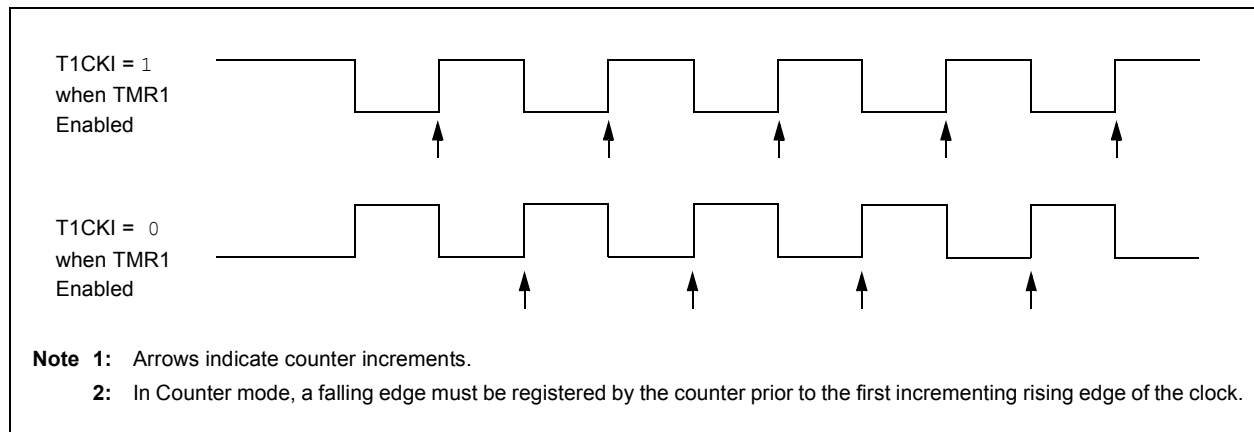 T1CKI = 1
when TMR1
Enabled
T1CKI = 0
when TMR1
Enabled
Note 1: Arrows indicate counter increments.
2: In Counter mode, a falling edge must be registered by the counter prior to the first incrementing rising edge of the clock.